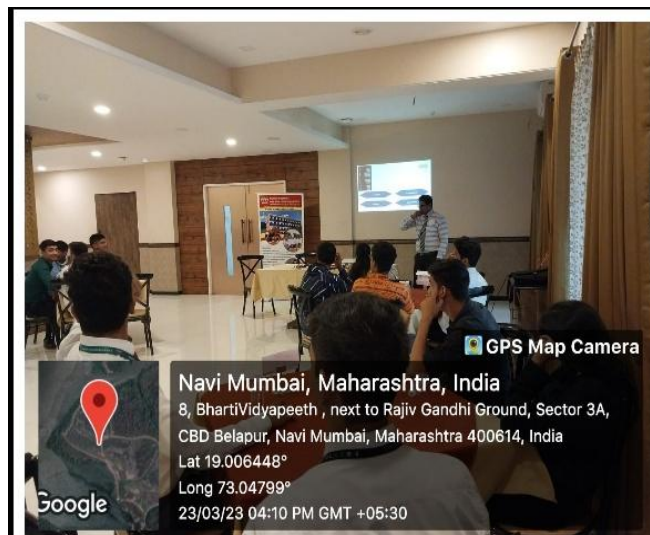 GPS Map Camera
Navi Mumbai, Maharashtra, India
8, BhartiVidyapeeth , next to Rajiv Gandhi Ground, Sector 3A,
CBD Belapur, Navi Mumbai, Maharashtra 400614, India
Lat 19.006448°
Long 73.04799°
23/03/23 04:10 PM GMT +05:30
Google